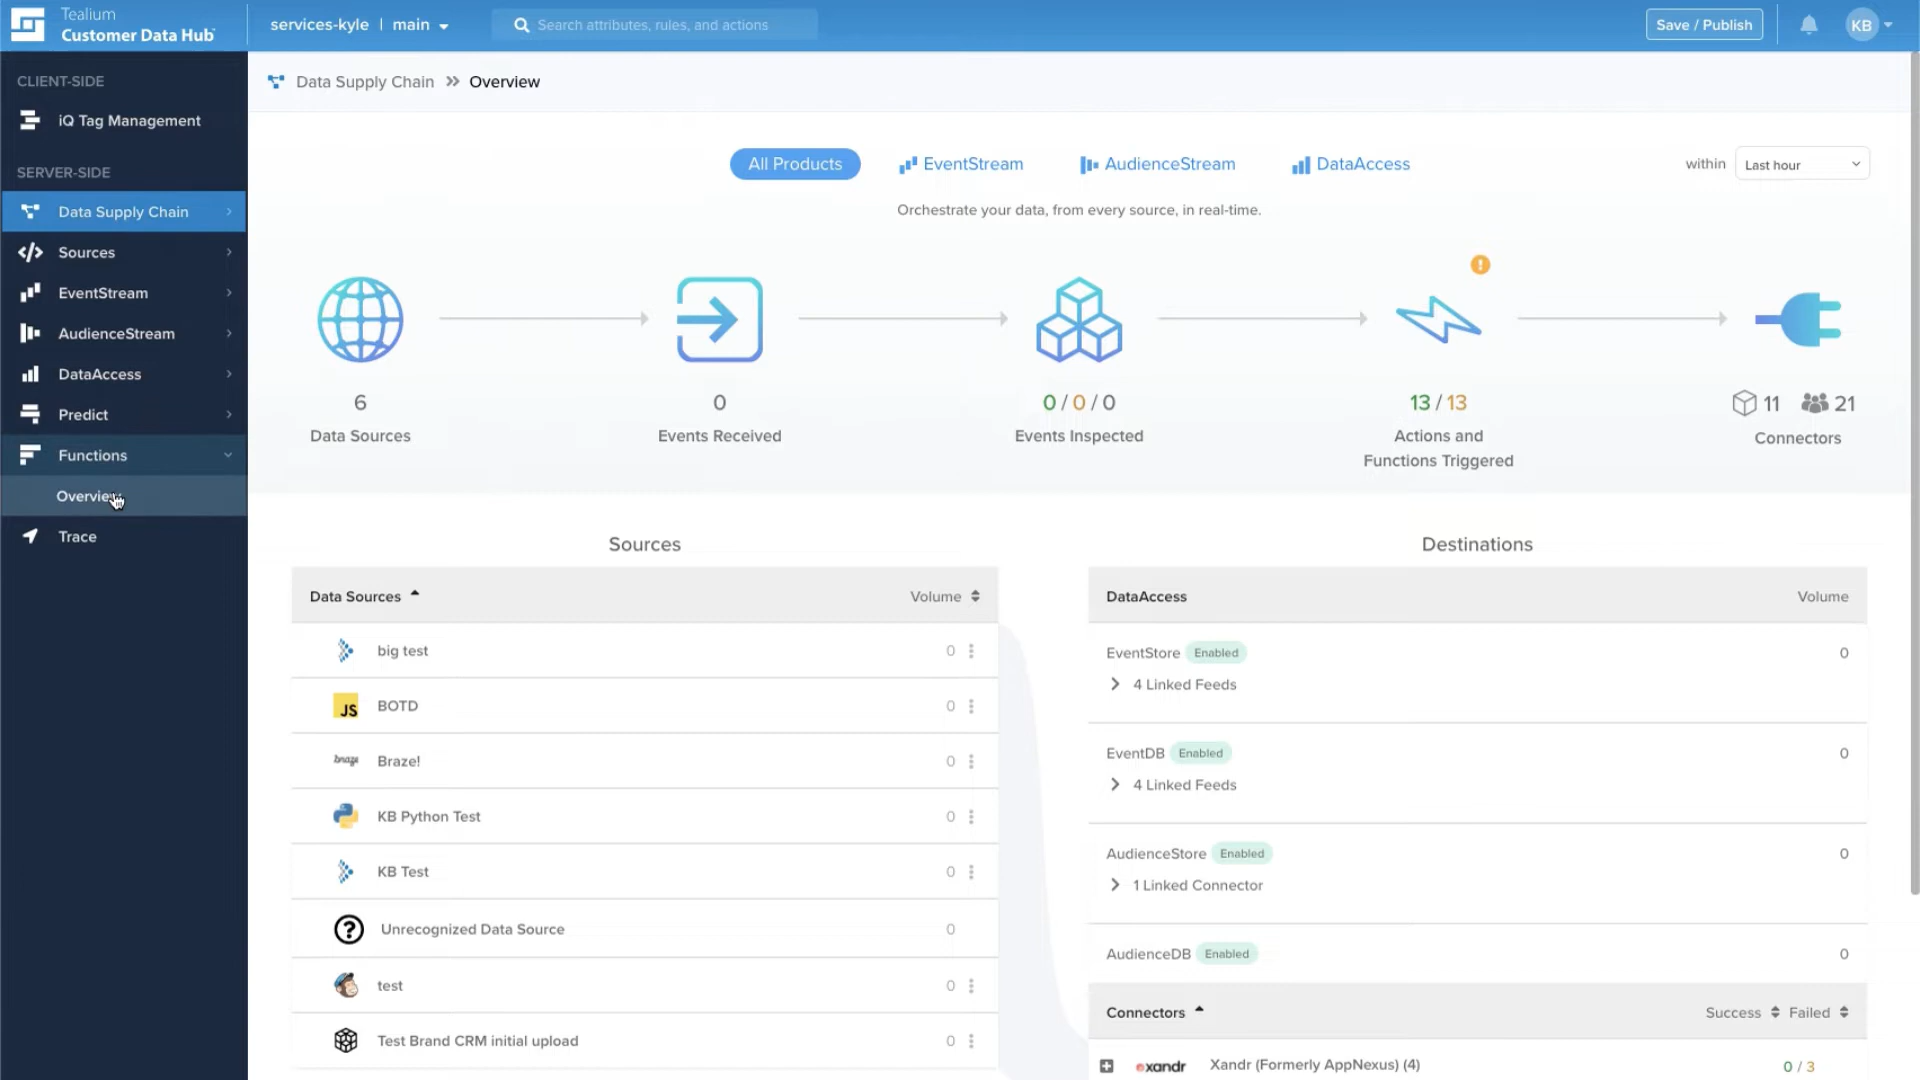 Tealium
Customer Data Hub
services-kyle | main
Search attributes, rules, and actions
Save / Publish
KB
CLIENT-SIDE
iQ Tag Management
SERVER-SIDE
Data Supply Chain
Sources
EventStream
AudienceStream
DataAccess
Predict
Functions
Overview
Trace
Data Supply Chain >> Overview
All Products
EventStream
AudienceStream
DataAccess
within
Last hour
Orchestrate your data, from every source, in real-time.
6
Data Sources
0
Events Received
0 / 0 / 0
Events Inspected
13 / 13
Actions and
Functions Triggered
11
21
Connectors
Sources
Data Sources
Volume
big test
0
JS
BOTD
0
braze
Braze!
0
KB Python Test
0
KB Test
0
Unrecognized Data Source
0
test
0
Test Brand CRM initial upload
0
Destinations
DataAccess
Volume
EventStore Enabled
0
4 Linked Feeds
EventDB Enabled
0
4 Linked Feeds
AudienceStore Enabled
0
1 Linked Connector
AudienceDB Enabled
0
Connectors
Success
Failed
xandr
Xandr (Formerly AppNexus) (4)
0 / 3